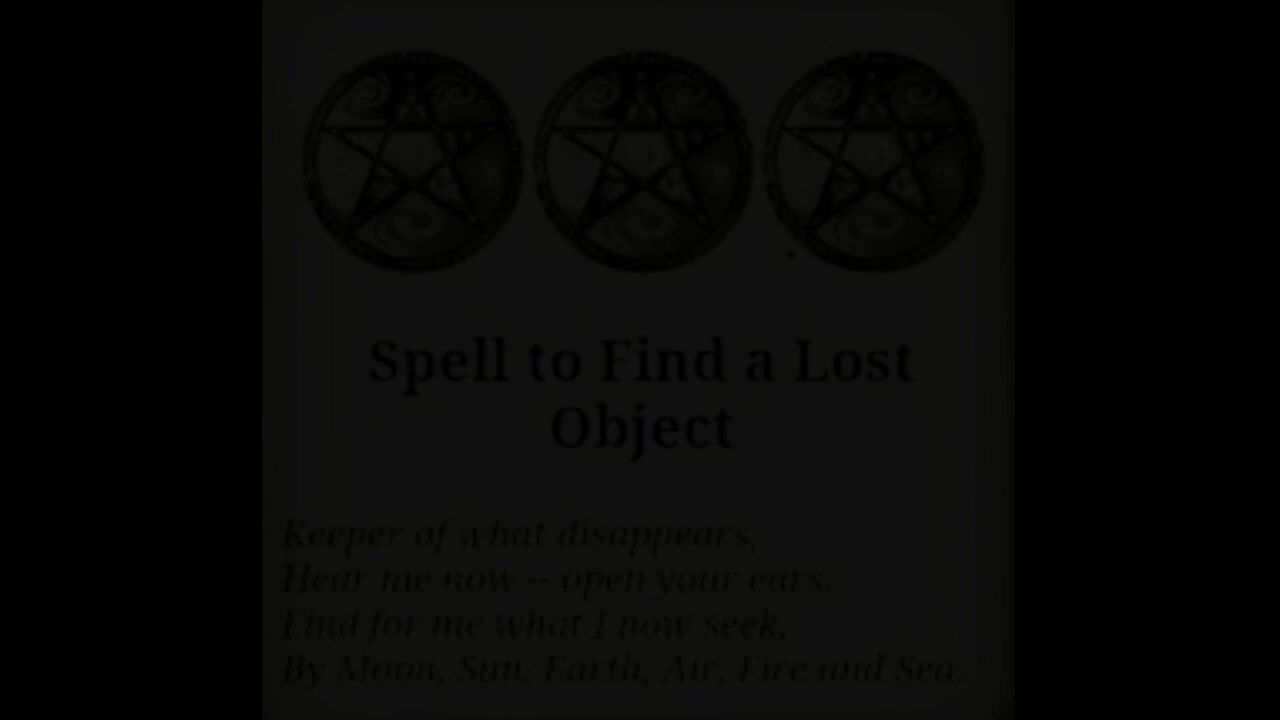 Spell to Find a Lost
Object
Keeper of what disappears,
Hear me now -- open your ears.
Find for me what I now seek,
By Moon, Sun, Earth, Air, Fire and Sea.